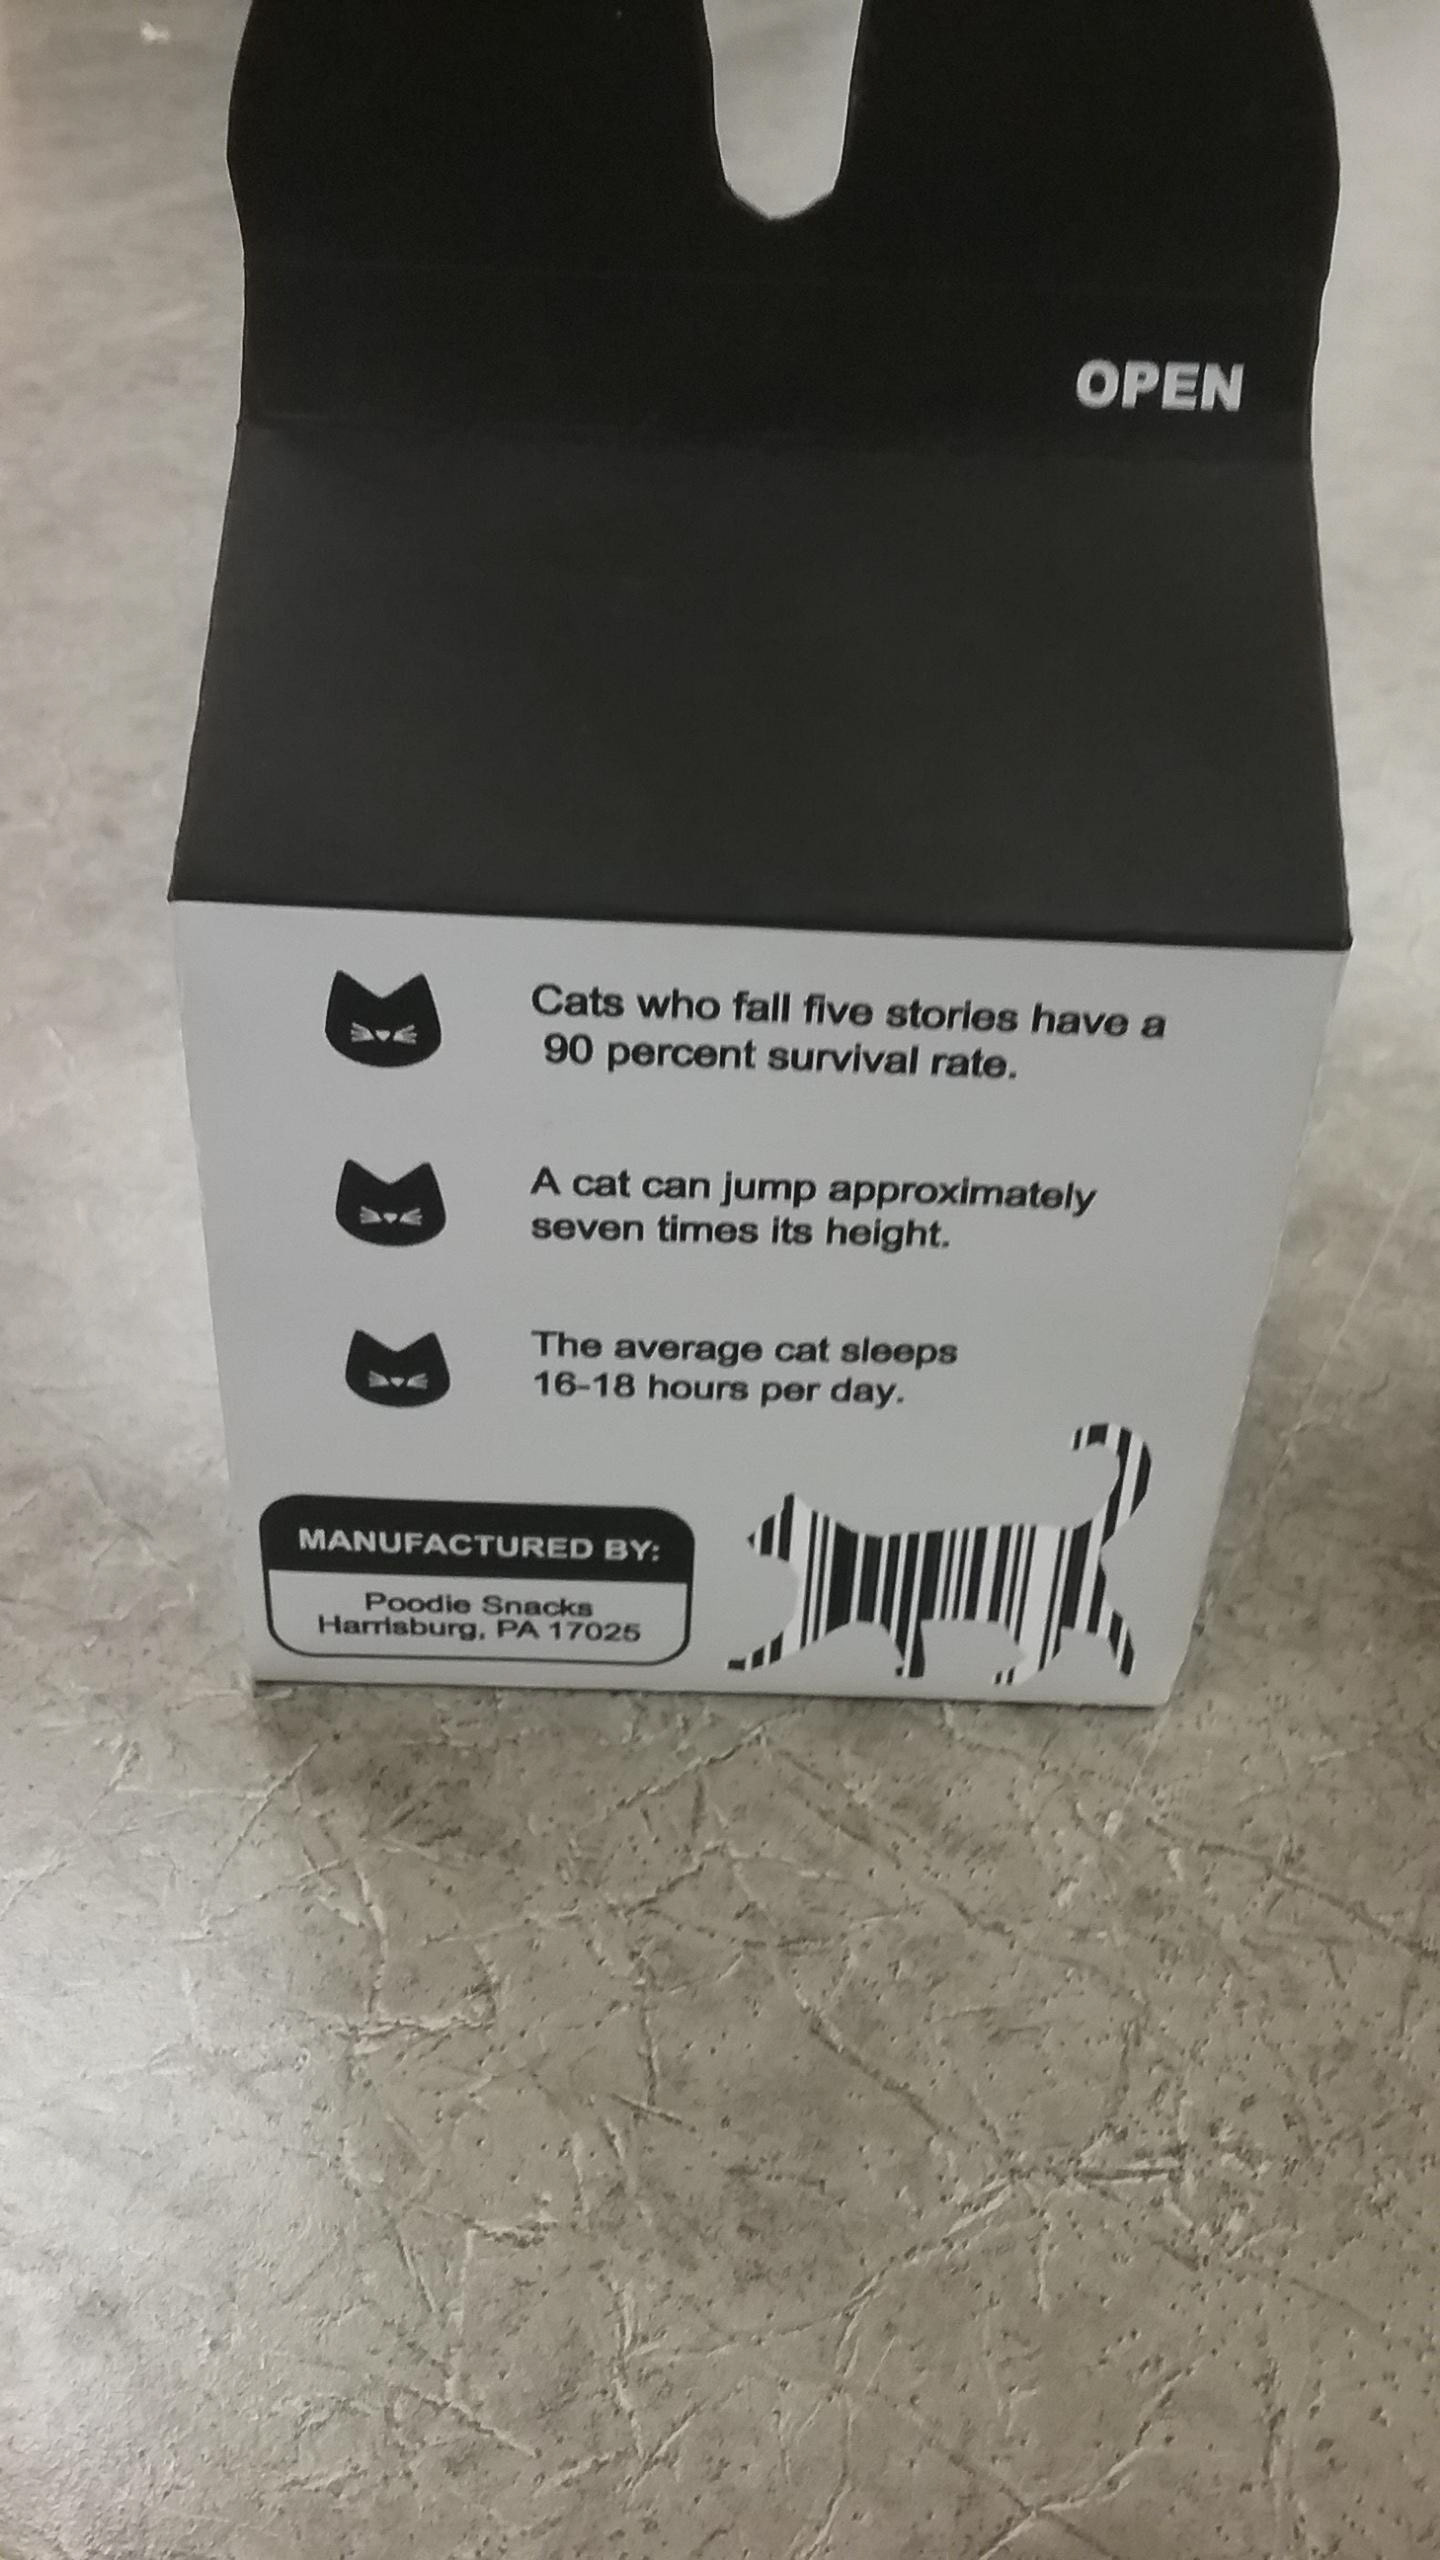 OPEN
Cats who fall five stories have a
90 percent survival rate.
A cat can jump approximately
seven times its height.
The average cat sleeps
16-18 hours per day.
MANUFACTURED BY:
Poodie Snacks
Harrisburg, PA 17025